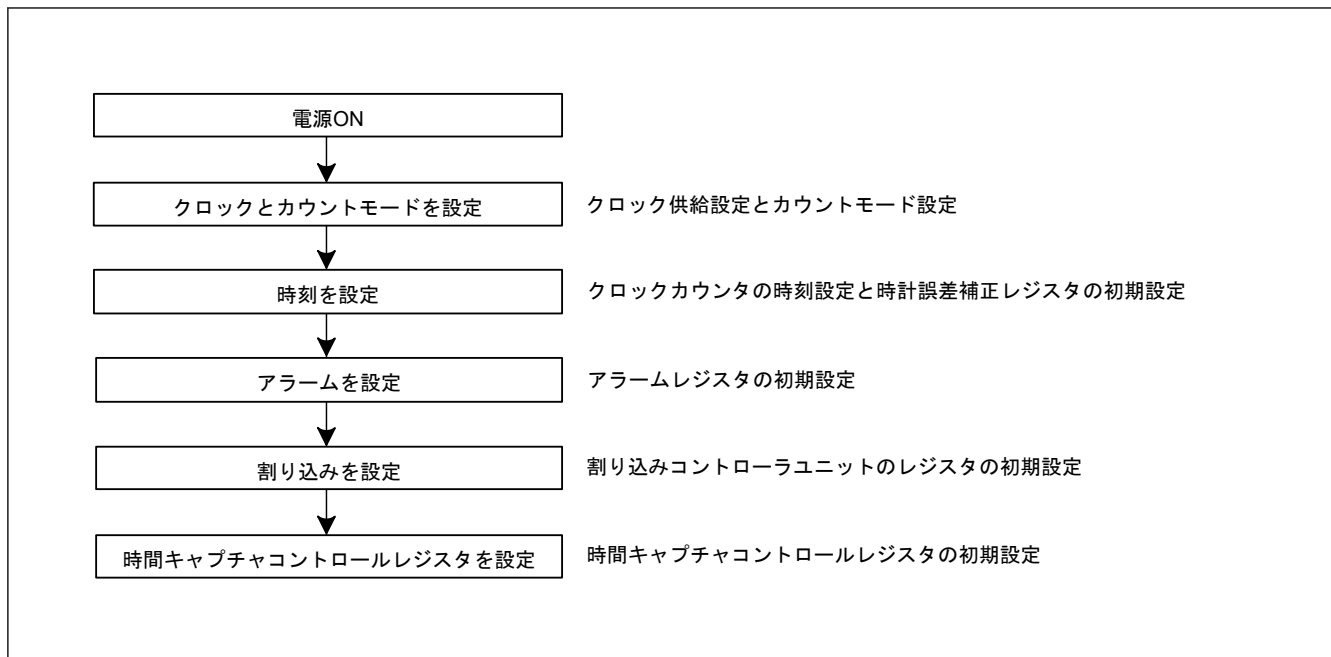 電源ON
クロックとカウントモードを設定
クロック供給設定とカウントモード設定
時刻を設定
クロックカウンタの時刻設定と時計誤差補正レジスタの初期設定
アラームを設定
アラームレジスタの初期設定
割り込みを設定
割り込みコントローラユニットのレジスタの初期設定
時間キャプチャコントロールレジスタを設定
時間キャプチャコントロールレジスタの初期設定